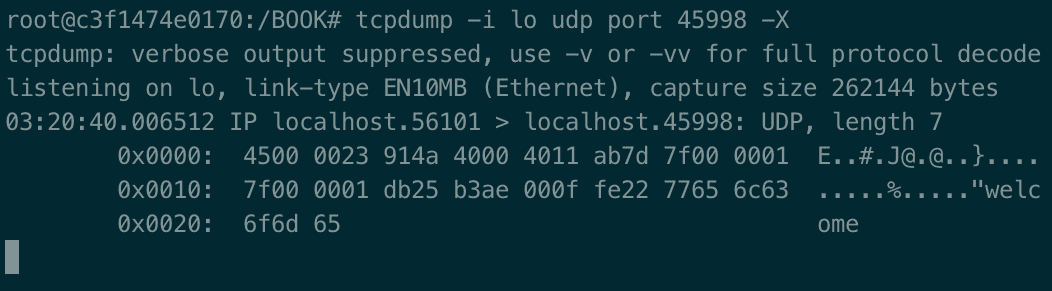 root@c3f1474e0170:/BOOK# tcpdump -i lo udp port 45998 -X
tcpdump: verbose output suppressed, use -v or -vv for full protocol decode
listening on lo, link-type EN10MB (Ethernet), capture size 262144 bytes
03:20:40.006512 IP localhost.56101 > localhost.45998: UDP, length 7
0x0000:  4500 0023 914a 4000 4011 ab7d 7f00 0001  E..#.J@.@..}....
0x0010:  7f00 0001 db25 b3ae 000f fe22 7765 6c63  .....%....."welc
0x0020:  6f6d 65                                  ome